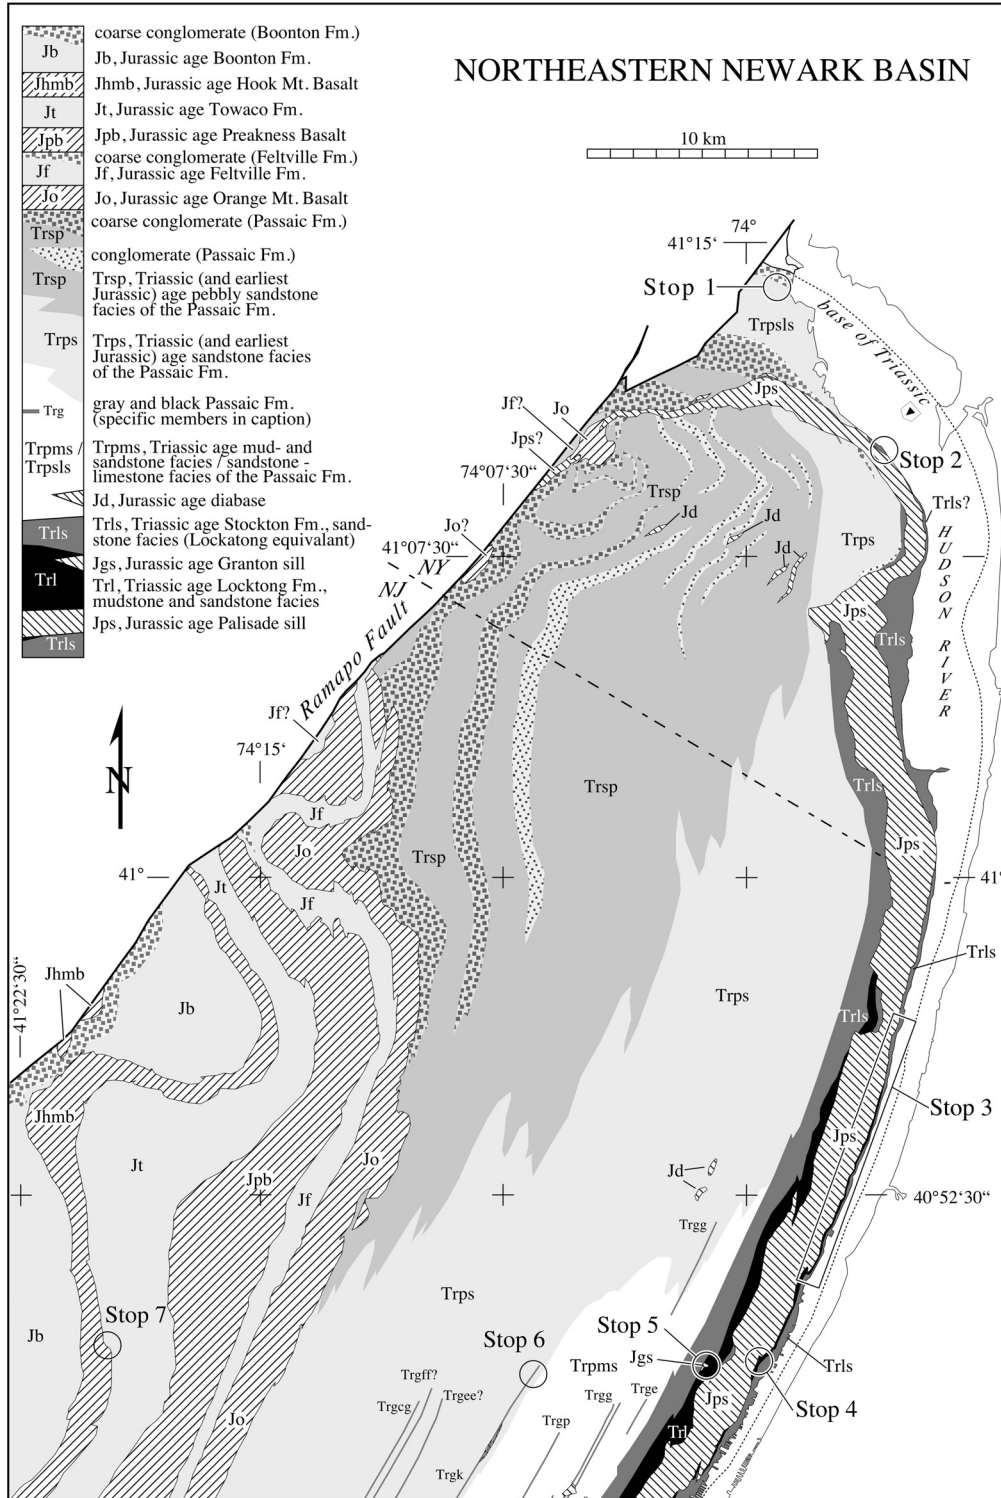 coarse conglomerate (Boonton Fm.)
Jb
Jb, Jurassic age Boonton Fm.
Jhmb
Jhmb, Jurassic age Hook Mt. Basalt
Jt
Jt, Jurassic age Towaco Fm.
Jpb
Jpb, Jurassic age Preakness Basalt
coarse conglomerate (Feltville Fm.)
Jf
Jf, Jurassic age Feltville Fm.
Jo
Jo, Jurassic age Orange Mt. Basalt
coarse conglomerate (Passaic Fm.)
Trsp
conglomerate (Passaic Fm.)
Trsp
Trsp, Triassic (and earliest
Jurassic) age pebbly sandstone
facies of the Passaic Fm.
Trps
Trps, Triassic (and earliest
Jurassic) age sandstone facies
of the Passaic Fm.
Trg
gray and black Passaic Fm.
(specific members in caption)
Trpms /
Trpsls
Trpms, Triassic age mud- and
sandstone facies / sandstone -
limestone facies of the Passaic Fm.
Jd, Jurassic age diabase
Trls
Trls, Triassic age Stockton Fm., sand-
stone facies (Lockatong equivalant)
Jgs, Jurassic age Granton sill
Trl
Trl, Triassic age Locktong Fm.,
mudstone and sandstone facies
Jps, Jurassic age Palisade sill
Trls
NORTHEASTERN NEWARK BASIN
10 km
74°
41°15‘
Stop 1
Trpsls
base of Triassic
Jps
Jf?
Jo
Jps?
74°07‘30“
Stop 2
Trsp
Jd
Jd
Trls?
Jo?
41°07‘30“
NY
NJ
Jd
Trps
HUDSON RIVER
Jps
Trls
Ramapo Fault
Jf?
74°15‘
N
Trls
Trsp
Jf
Jo
Trsp
Jps
41°
Jt
41°
Jf
Trls
41°22‘30“
Jhmb
Jb
Trps
Trls
Jhmb
Stop 3
Jps
Jt
Jo
Jpb
Jf
Jd
40°52‘30“
Trgg
Trps
Stop 7
Jb
Stop 6
Stop 5
Trpms
Jgs
Trls
Trgff?
Trgee?
Trgcg
Trge
Trgg
Jps
Stop 4
Jo
Trgp
Trl
Trgk